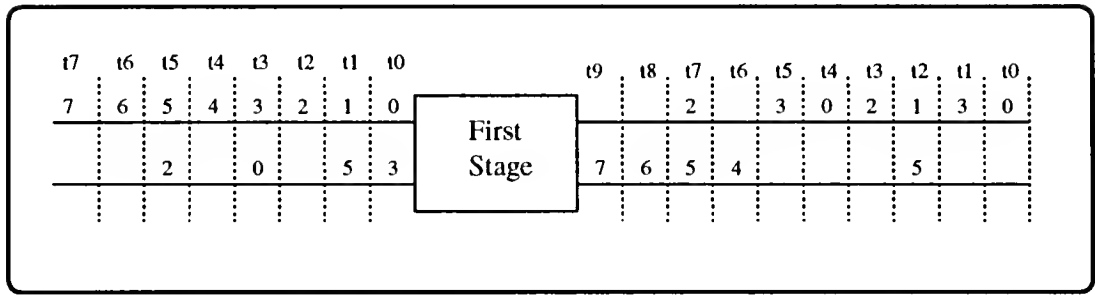 t7 t6 t5 t4 t3 t2 t1 t0
t9 t8 t7 t6 t5 t4 t3 t2 t1 t0
7 6 5 4 3 2 1 0
2 3 0 2 1 3 0
First
Stage
2 0 5 3
7 6 5 4 5